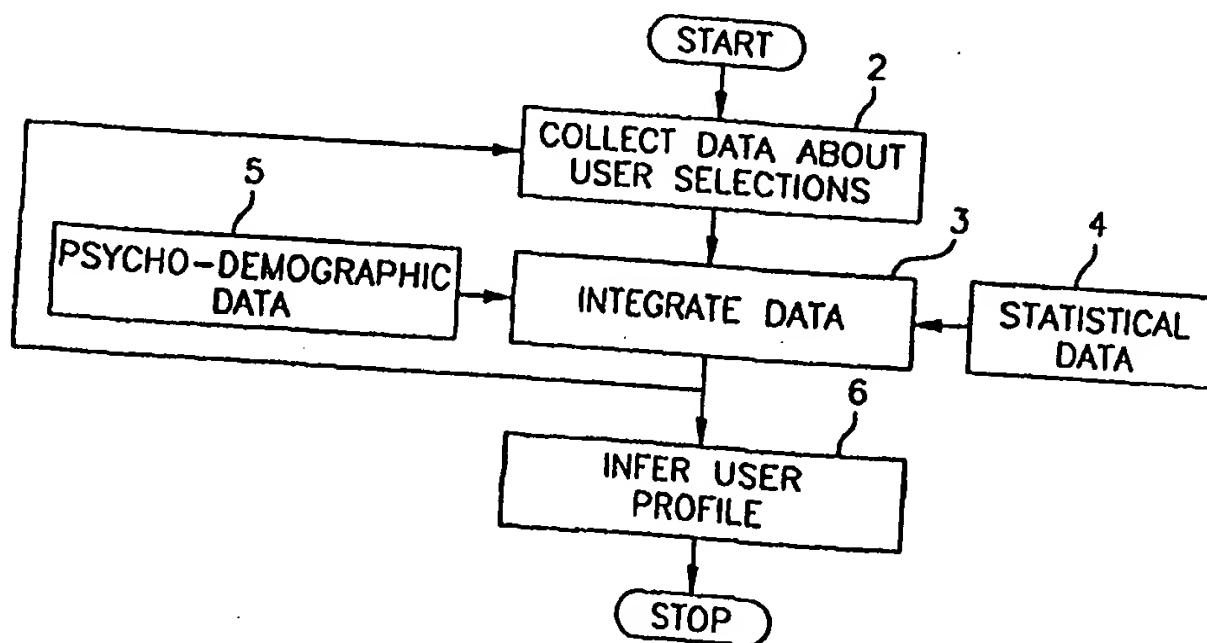 START
2
COLLECT DATA ABOUT
USER SELECTIONS
5
PSYCHO-DEMOGRAPHIC
DATA
3
INTEGRATE DATA
4
STATISTICAL
DATA
6
INFER USER
PROFILE
STOP